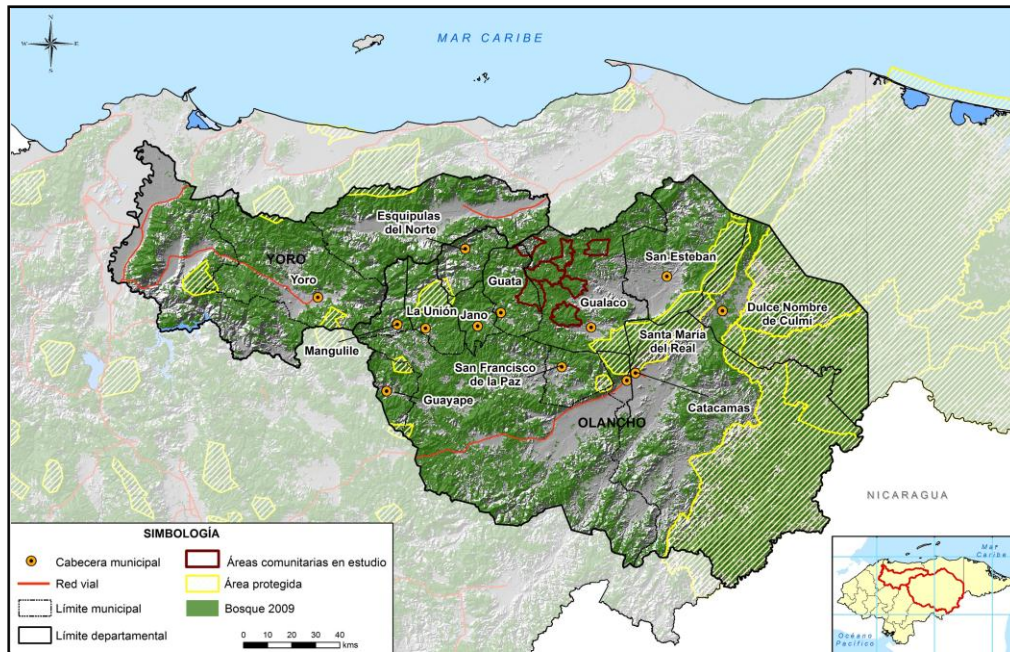 N
W E
S
MAR CARIBE
Esquipulas
del Norte
YORO
Yoro
Guata
San Esteban
La Unión
Jano
Gualaco
Dulce Nombre
de Culmí
Mangulile
Santa María
del Real
San Francisco
de la Paz
Guayape
Catacamas
OLANCHO
NICARAGUA
SIMBOLOGÍA
Cabecera municipal
Red vial
Límite municipal
Límite departamental
Áreas comunitarias en estudio
Área protegida
Bosque 2009
0 10 20 30 40
kms
Mar
Caribe
Océano
Pacífico